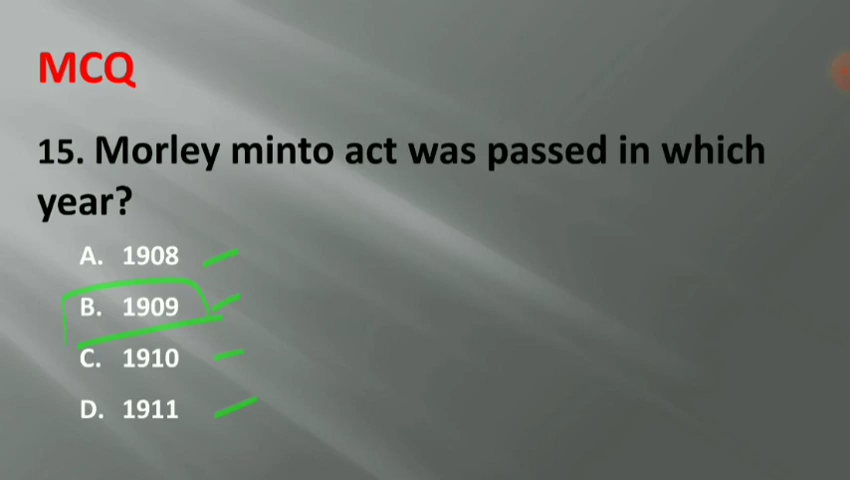 MCQ
15. Morley minto act was passed in which
year?
A. 1908
B. 1909
C. 1910
D. 1911